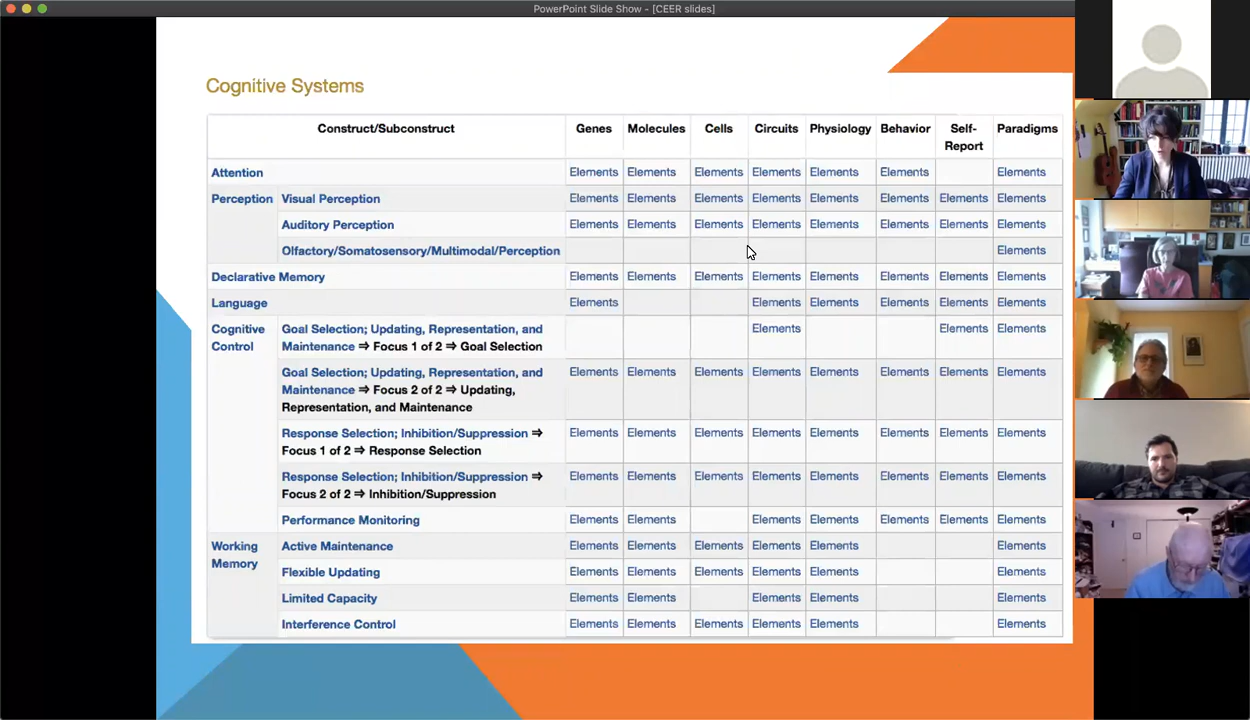 PowerPoint Slide Show - [CEER slides]
Cognitive Systems
Construct/Subconstruct Genes Molecules Cells Circuits Physiology Behavior Self-Report Paradigms
Attention Elements Elements Elements Elements Elements Elements Elements
Perception Visual Perception Elements Elements Elements Elements Elements Elements Elements Elements
Auditory Perception Elements Elements Elements Elements Elements Elements Elements Elements
Olfactory/Somatosensory/Multimodal/Perception Elements
Declarative Memory Elements Elements Elements Elements Elements Elements Elements Elements
Language Elements Elements Elements Elements Elements Elements
Cognitive Goal Selection; Updating, Representation, and Elements Elements Elements
Control Maintenance ⇒ Focus 1 of 2 ⇒ Goal Selection
Goal Selection; Updating, Representation, and Elements Elements Elements Elements Elements Elements Elements Elements
Maintenance ⇒ Focus 2 of 2 ⇒ Updating,
Representation, and Maintenance
Response Selection; Inhibition/Suppression ⇒ Elements Elements Elements Elements Elements Elements Elements Elements
Focus 1 of 2 ⇒ Response Selection
Response Selection; Inhibition/Suppression ⇒ Elements Elements Elements Elements Elements Elements Elements Elements
Focus 2 of 2 ⇒ Inhibition/Suppression
Performance Monitoring Elements Elements Elements Elements Elements Elements Elements
Working Active Maintenance Elements Elements Elements Elements Elements Elements
Memory
Flexible Updating Elements Elements Elements Elements Elements Elements
Limited Capacity Elements Elements Elements Elements Elements
Interference Control Elements Elements Elements Elements Elements Elements